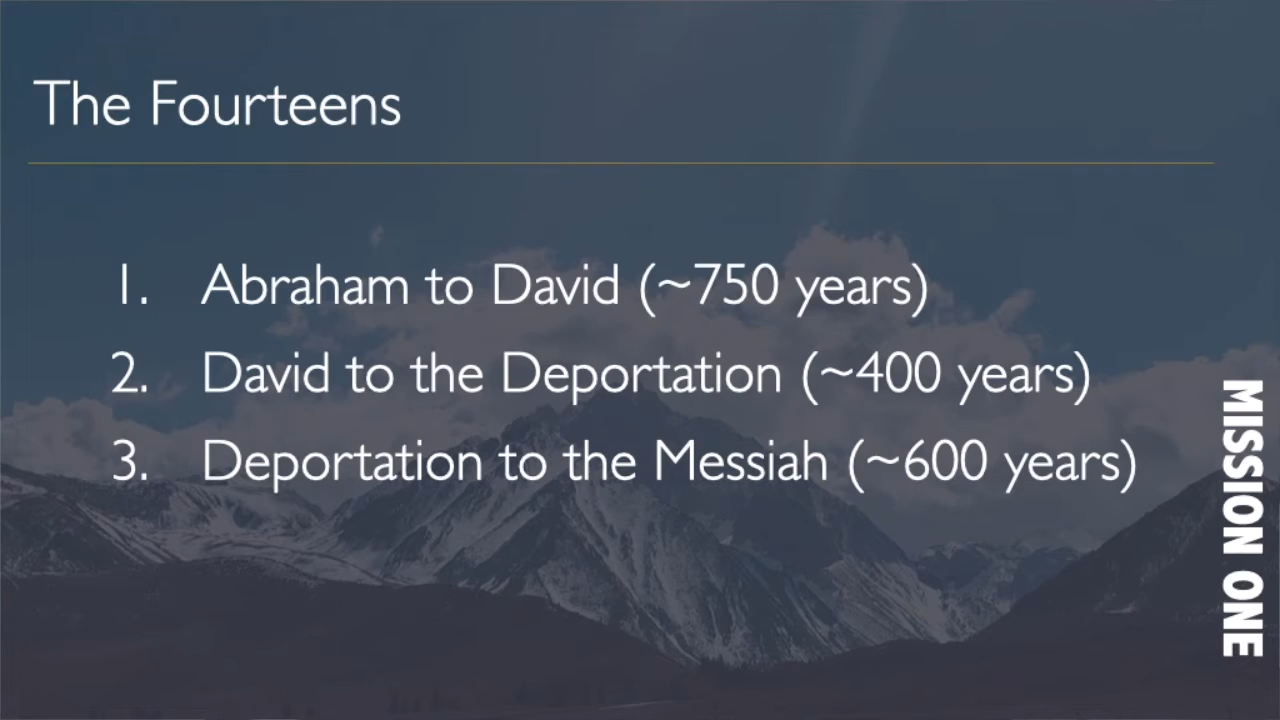 The Fourteens
1. Abraham to David (~750 years)
2. David to the Deportation (~400 years)
3. Deportation to the Messiah (~600 years)
MISSION ONE